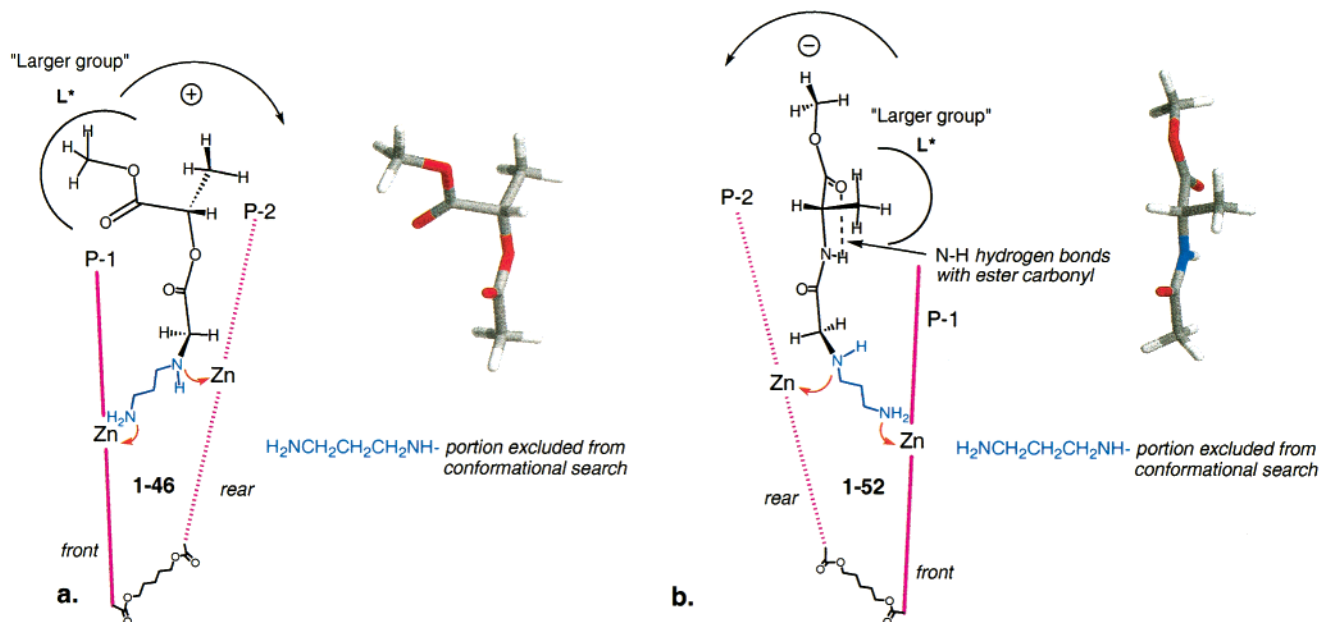 "Larger group"
L*
+
H
H
H
O
H
H
H
H
O
O
P-1
P-2
O
H
H
N
H
Zn
H2N
Zn
1-46
rear
front
O
O
O
O
a.
H2NCH2CH2CH2NH- portion excluded from
conformational search
−
H
H
H
O
"Larger group"
L*
O
H
H
H
H
P-2
N-H
N-H hydrogen bonds
with ester carbonyl
O
P-1
H
H
N
H
Zn
NH2
Zn
H2NCH2CH2CH2NH- portion excluded from
conformational search
1-52
rear
front
O
O
O
O
b.